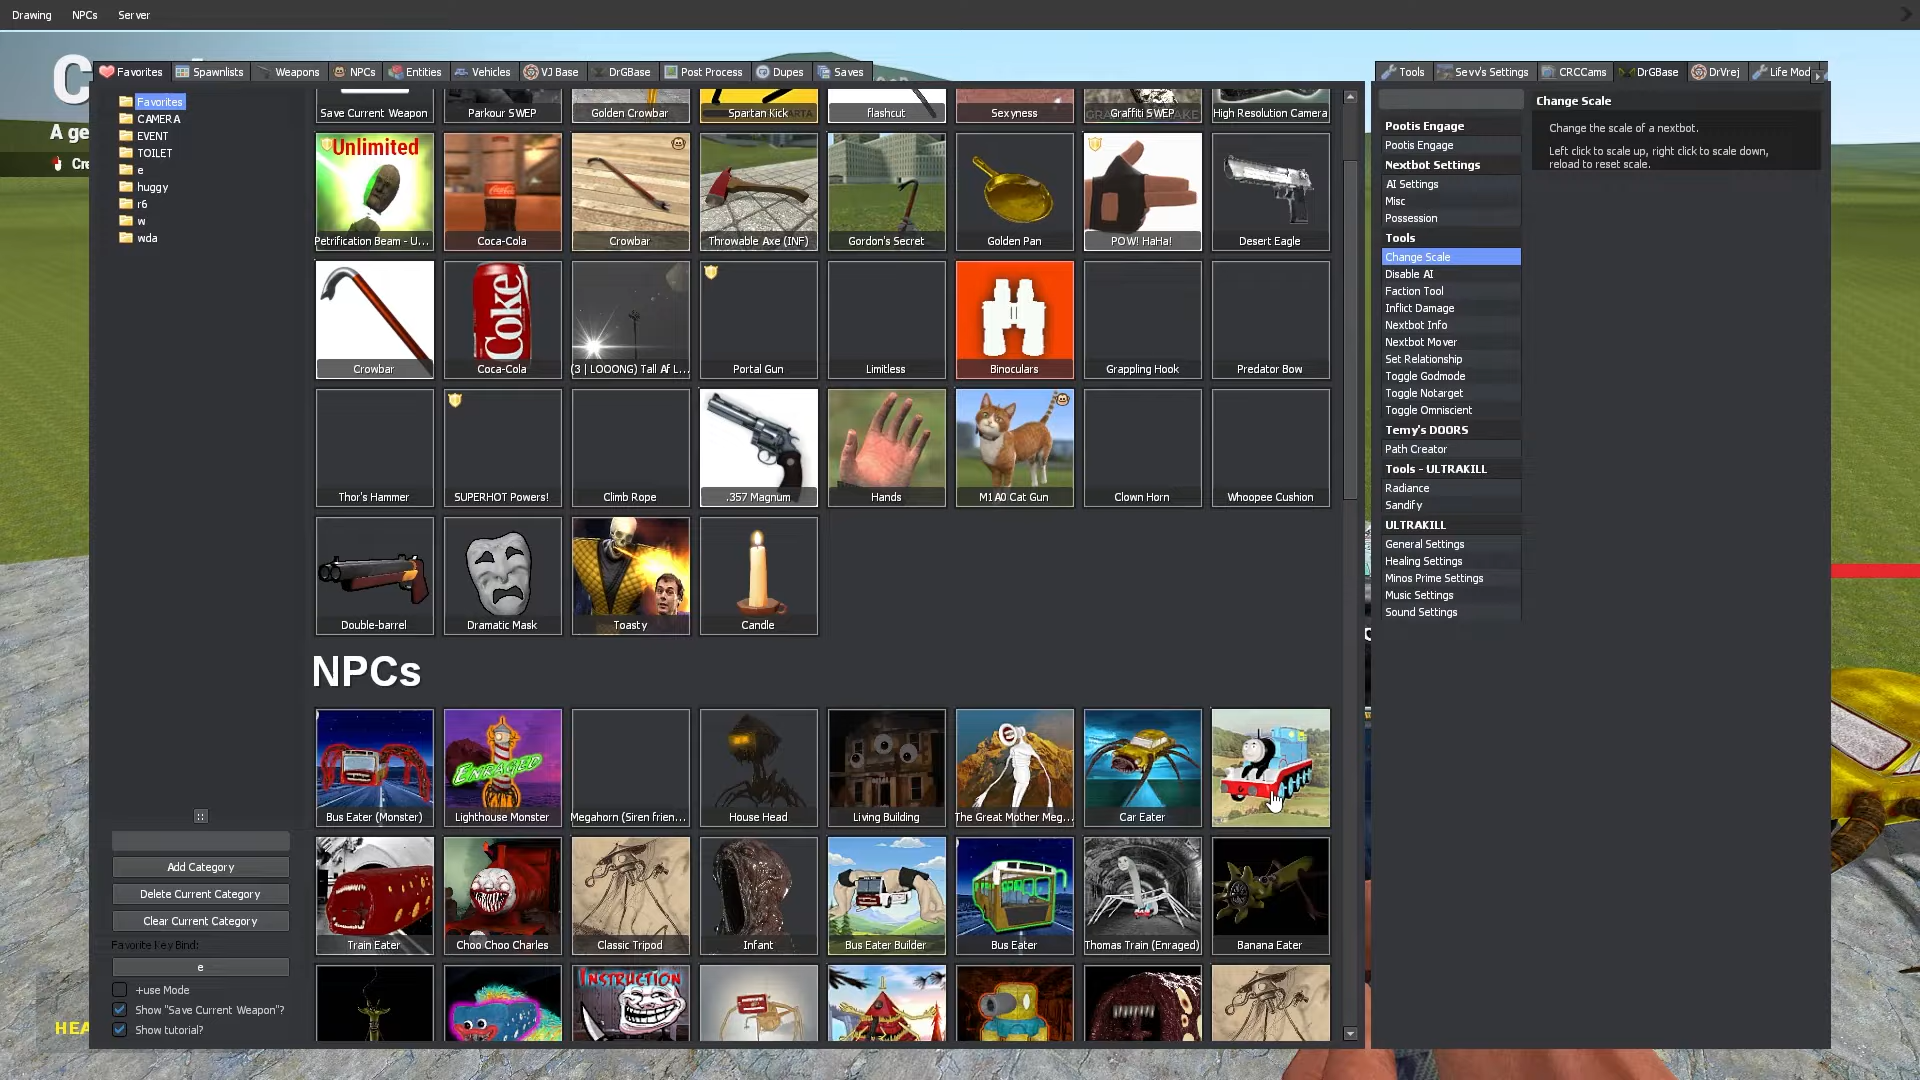 Drawing NPCs Server
C
A ge
Cre
HEA
Favorites Spawnlists Weapons NPCs Entities Vehicles VJ Base DrGBase Post Process Dupes Saves
Favorites
CAMERA
EVENT
TOILET
e
huggy
r6
w
wda
Add Category
Delete Current Category
Clear Current Category
Favorite Key Bind:
e
+use Mode
Show "Save Current Weapon"?
Show tutorial?
Save Current Weapon Parkour SWEP Golden Crowbar Spartan Kick flashcut Sexyness Graffiti SWEP High Resolution Camera
Unlimited
Petrification Beam - U... Coca-Cola Crowbar Throwable Axe (INF) Gordon's Secret Golden Pan POW! HaHa! Desert Eagle
Coke
Crowbar Coca-Cola (3 | LOOONG) Tall Af L... Portal Gun Limitless Binoculars Grappling Hook Predator Bow
Thor's Hammer SUPERHOT Powers! Climb Rope .357 Magnum Hands M1A0 Cat Gun Clown Horn Whoopee Cushion
Double-barrel Dramatic Mask Toasty Candle
NPCs
ENRAGED
Bus Eater (Monster) Lighthouse Monster Megahorn (Siren frien... House Head Living Building The Great Mother Meg... Car Eater
Train Eater Choo Choo Charles Classic Tripod Infant Bus Eater Builder Bus Eater Thomas Train (Enraged) Banana Eater
INSTRUCTION
Tools Sevv's Settings CRCCams DrGBase DrVrej Life Mod
Pootis Engage
Pootis Engage
Nextbot Settings
AI Settings
Misc
Possession
Tools
Change Scale
Disable AI
Faction Tool
Inflict Damage
Nextbot Info
Nextbot Mover
Set Relationship
Toggle Godmode
Toggle Notarget
Toggle Omniscient
Temy's DOORS
Path Creator
Tools - ULTRAKILL
Radiance
Sandify
ULTRAKILL
General Settings
Healing Settings
Minos Prime Settings
Music Settings
Sound Settings
Change Scale
Change the scale of a nextbot.
Left click to scale up, right click to scale down,
reload to reset scale.